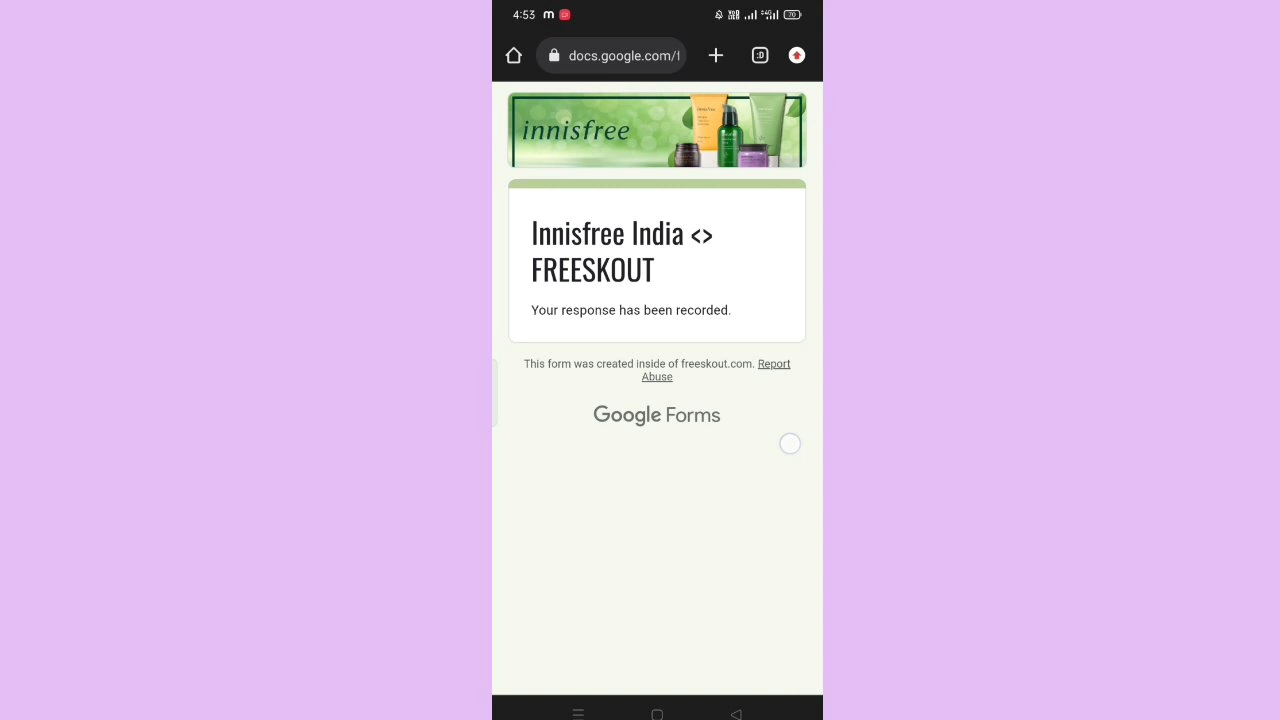 4:53
70
docs.google.com/f
:D
innisfree
Innisfree India <>
FREESKOUT
Your response has been recorded.
This form was created inside of freeskout.com. Report
Abuse
Google Forms